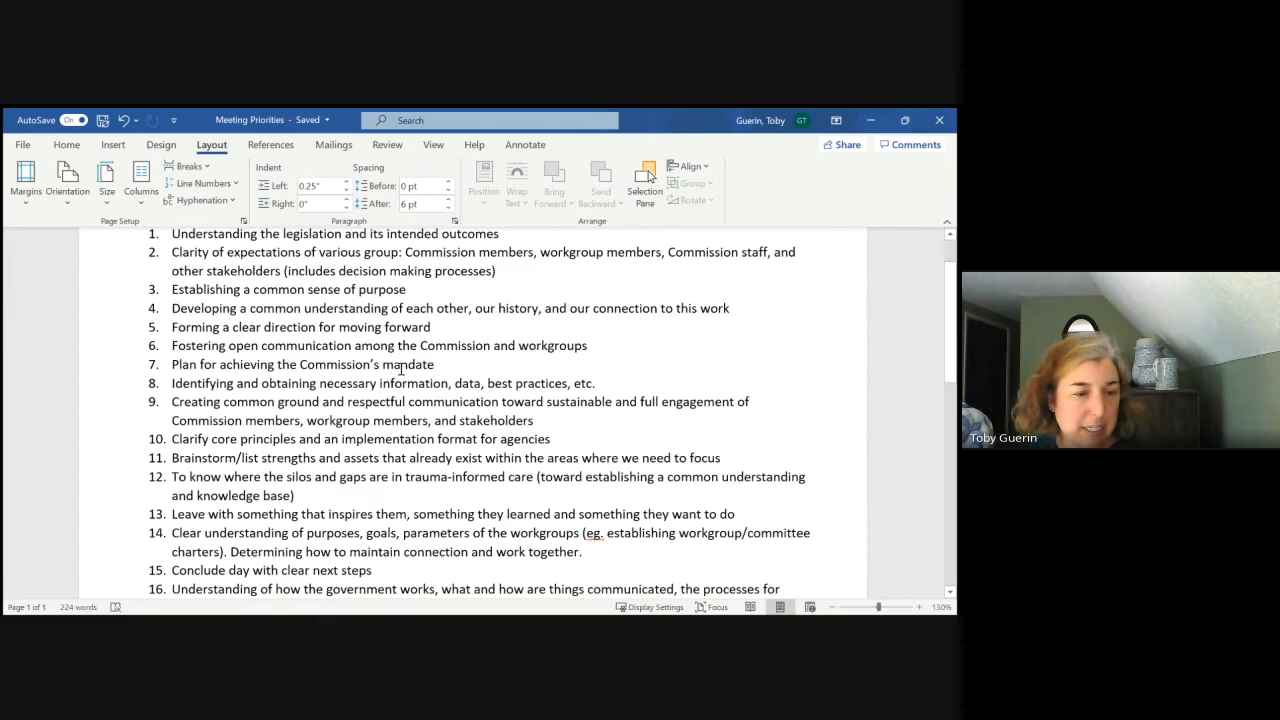 AutoSave On Meeting Priorities - Saved Search Guerin, Toby GT
File Home Insert Design Layout References Mailings Review View Help Annotate Share Comments
Margins Orientation Size Columns
Breaks
Line Numbers
Hyphenation
Page Setup
Indent
Left: 0.25"
Right: 0"
Spacing
Before: 0 pt
After: 6 pt
Paragraph
Position Wrap Text Bring Forward Send Backward Selection Pane
Align
Group
Rotate
Arrange
1. Understanding the legislation and its intended outcomes
2. Clarity of expectations of various group: Commission members, workgroup members, Commission staff, and
other stakeholders (includes decision making processes)
3. Establishing a common sense of purpose
4. Developing a common understanding of each other, our history, and our connection to this work
5. Forming a clear direction for moving forward
6. Fostering open communication among the Commission and workgroups
7. Plan for achieving the Commission’s mandate
8. Identifying and obtaining necessary information, data, best practices, etc.
9. Creating common ground and respectful communication toward sustainable and full engagement of
Commission members, workgroup members, and stakeholders
10. Clarify core principles and an implementation format for agencies
11. Brainstorm/list strengths and assets that already exist within the areas where we need to focus
12. To know where the silos and gaps are in trauma-informed care (toward establishing a common understanding
and knowledge base)
13. Leave with something that inspires them, something they learned and something they want to do
14. Clear understanding of purposes, goals, parameters of the workgroups (eg. establishing workgroup/committee
charters). Determining how to maintain connection and work together.
15. Conclude day with clear next steps
16. Understanding of how the government works, what and how are things communicated, the processes for
Page 1 of 1 224 words Display Settings Focus 130%
Toby Guerin